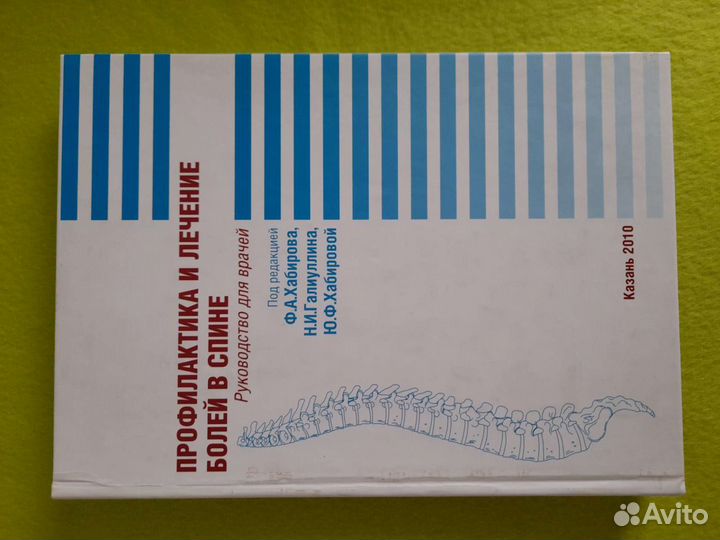 ПРОФИЛАКТИКА И ЛЕЧЕНИЕ
БОЛЕЙ В СПИНЕ
Руководство для врачей
Под редакцией
Ф.А.Хабирова,
Н.И.Галиуллина,
Ю.Ф.Хабировой
Казань 2010
Avito